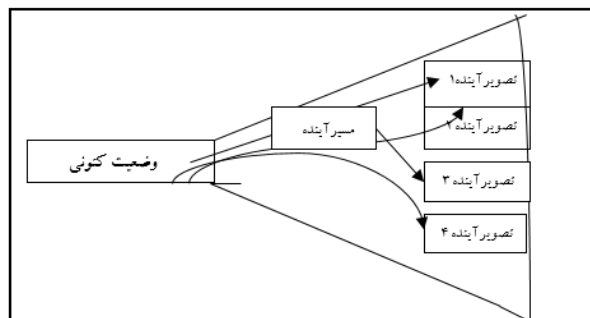 تصویر آینده ۱
تصویر آینده ۲
مسیر آینده
وضعیت کنونی
تصویر آینده ۳
تصویر آینده ۴